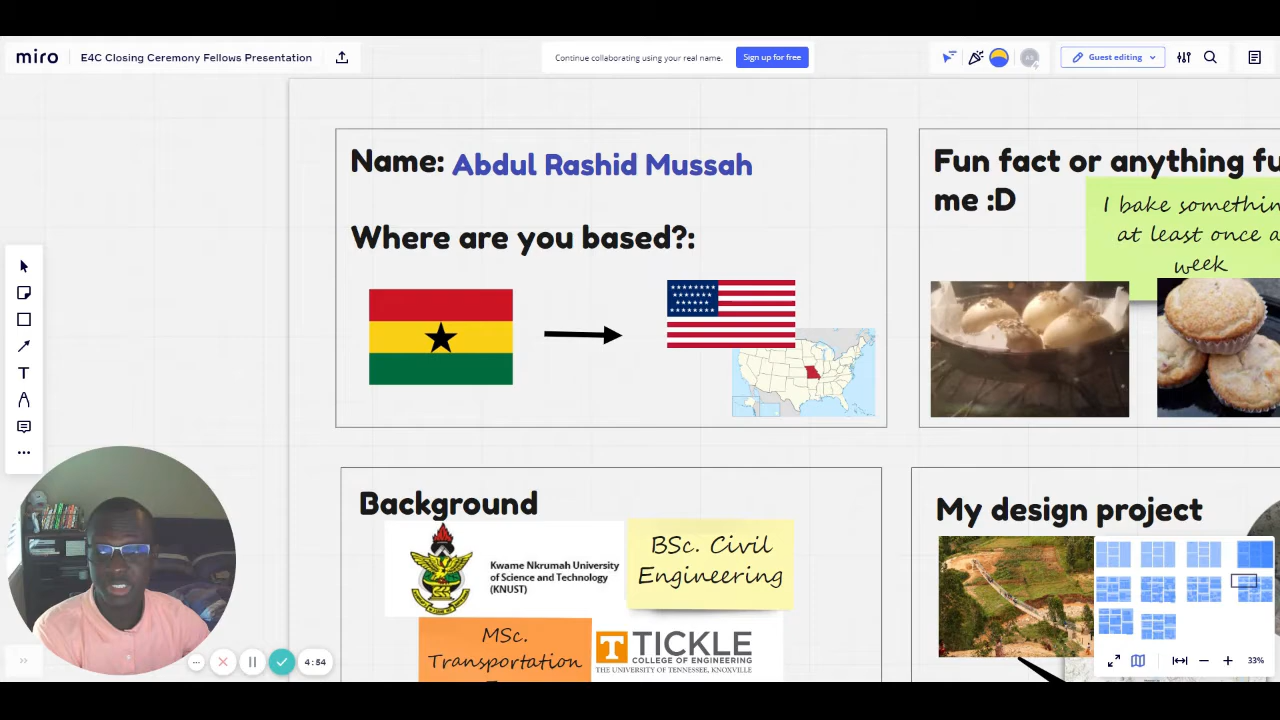 miro
E4C Closing Ceremony Fellows Presentation
Continue collaborating using your real name.
Sign up for free
Guest editing
Name: Abdul Rashid Mussah
Where are you based?:
Fun fact or anything fu
me :D
I bake somethin
at least once a
week
Background
Kwame Nkrumah University
of Science and Technology
(KNUST)
BSc. Civil
Engineering
MSc.
Transportation
T TICKLE
COLLEGE OF ENGINEERING
THE UNIVERSITY OF TENNESSEE, KNOXVILLE
My design project
4:54
33%